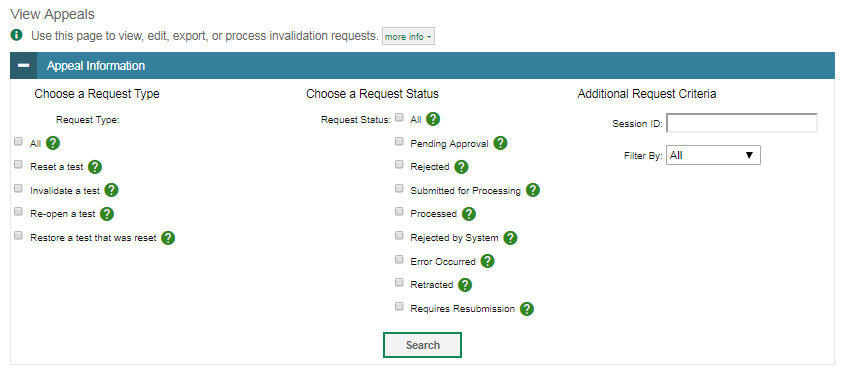 View Appeals
Use this page to view, edit, export, or process invalidation requests. more info
Appeal Information
Choose a Request Type
Request Type:
All
Reset a test
Invalidate a test
Re-open a test
Restore a test that was reset
Choose a Request Status
Request Status: All
Pending Approval
Rejected
Submitted for Processing
Processed
Rejected by System
Error Occurred
Retracted
Requires Resubmission
Additional Request Criteria
Session ID:
Filter By: All
Search